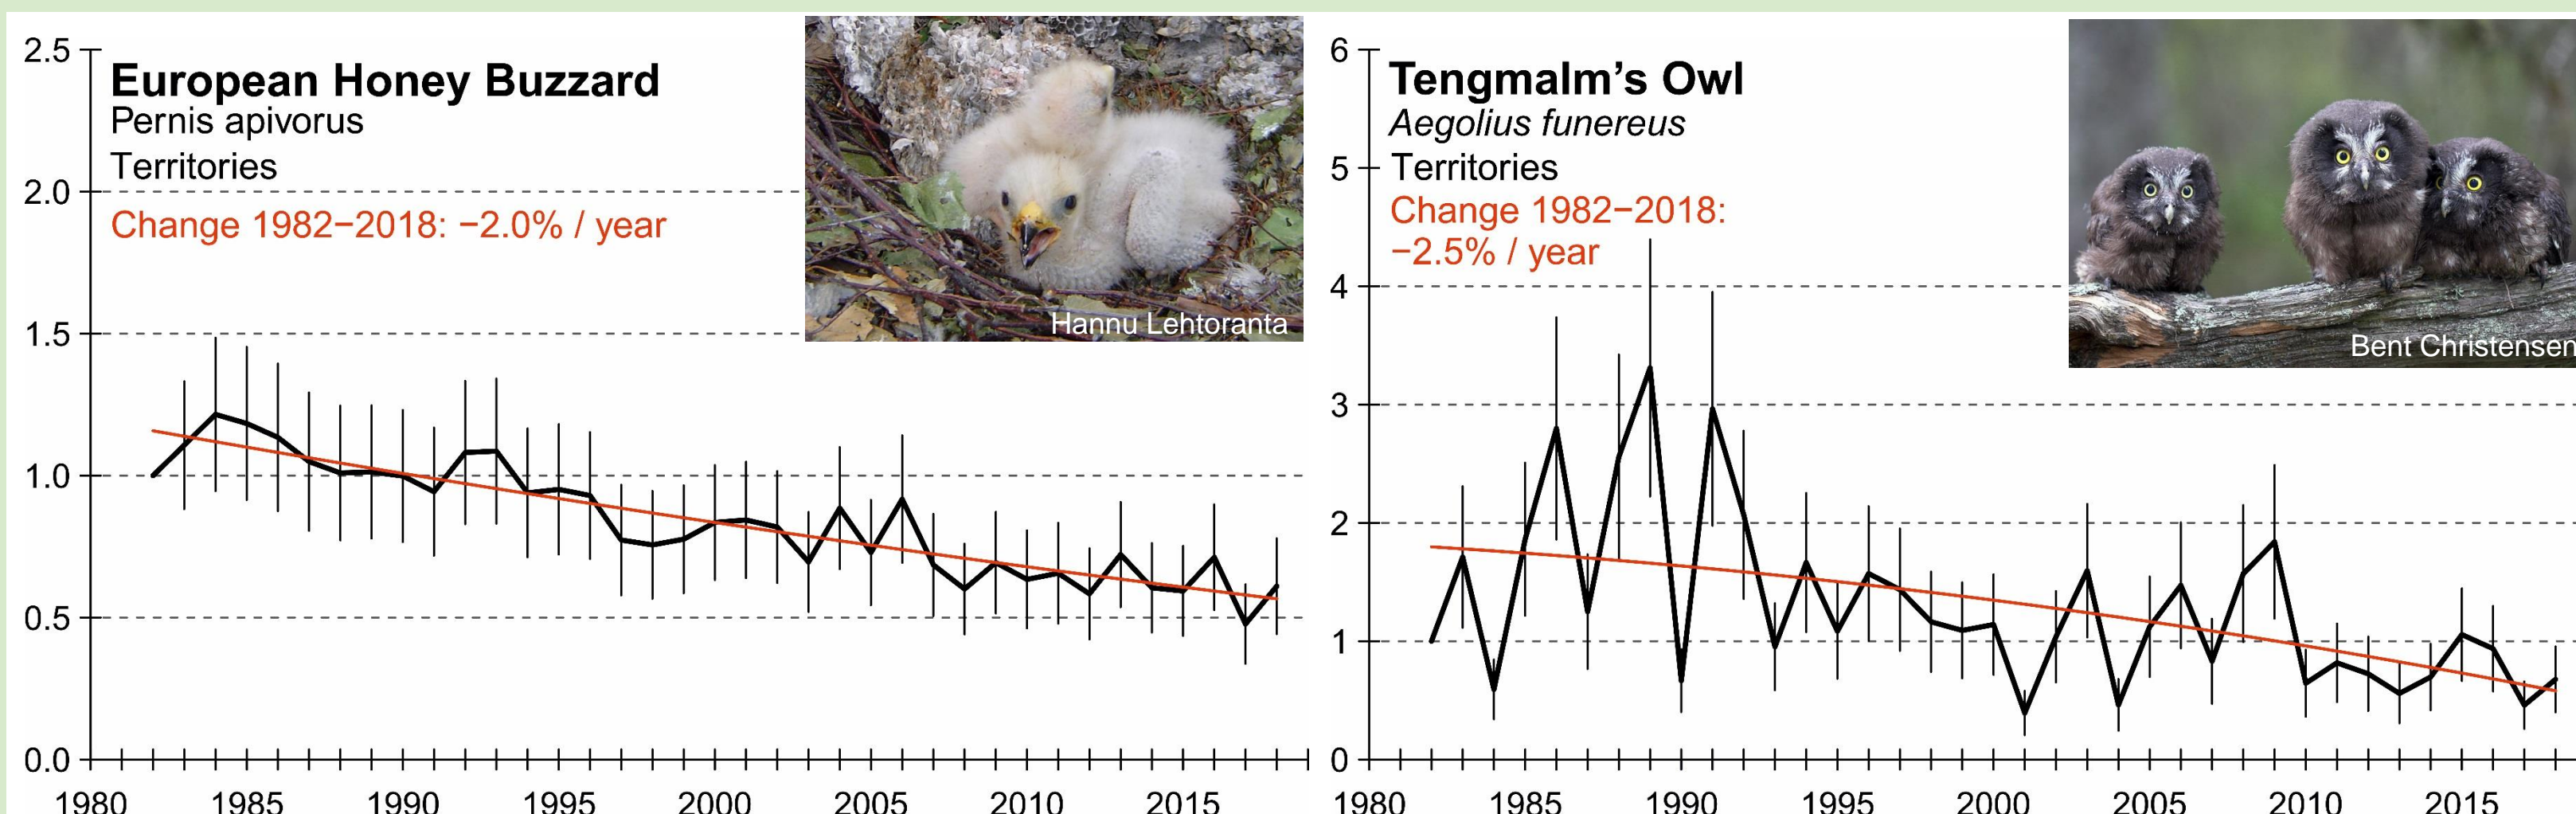 2.5
European Honey Buzzard
Pernis apivorus
Territories
2.0
Change 1982−2018: −2.0% / year
1.5
1.0
0.5
0.0
1980 1985 1990 1995 2000 2005 2010 2015
Hannu Lehtoranta
6
Tengmalm’s Owl
Aegolius funereus
5
Territories
Change 1982−2018:
−2.5% / year
4
3
2
1
0
1980 1985 1990 1995 2000 2005 2010 2015
Bent Christensen